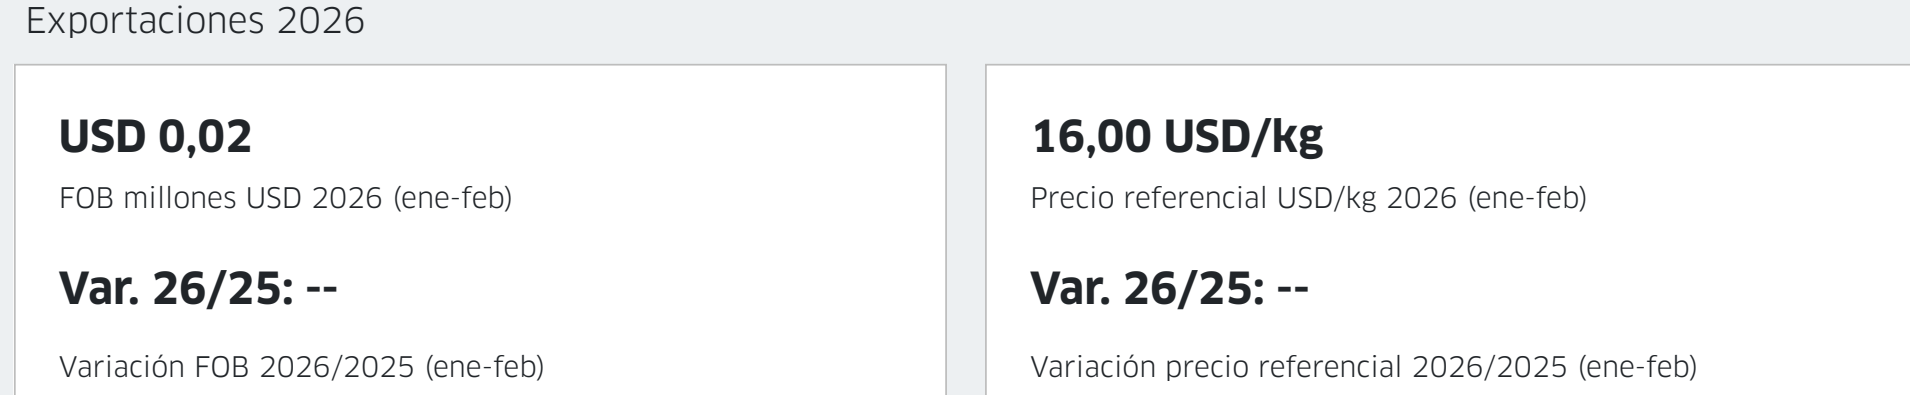 Exportaciones 2026
USD 0,02
FOB millones USD 2026 (ene-feb)
Var. 26/25: --
Variación FOB 2026/2025 (ene-feb)
16,00 USD/kg
Precio referencial USD/kg 2026 (ene-feb)
Var. 26/25: --
Variación precio referencial 2026/2025 (ene-feb)